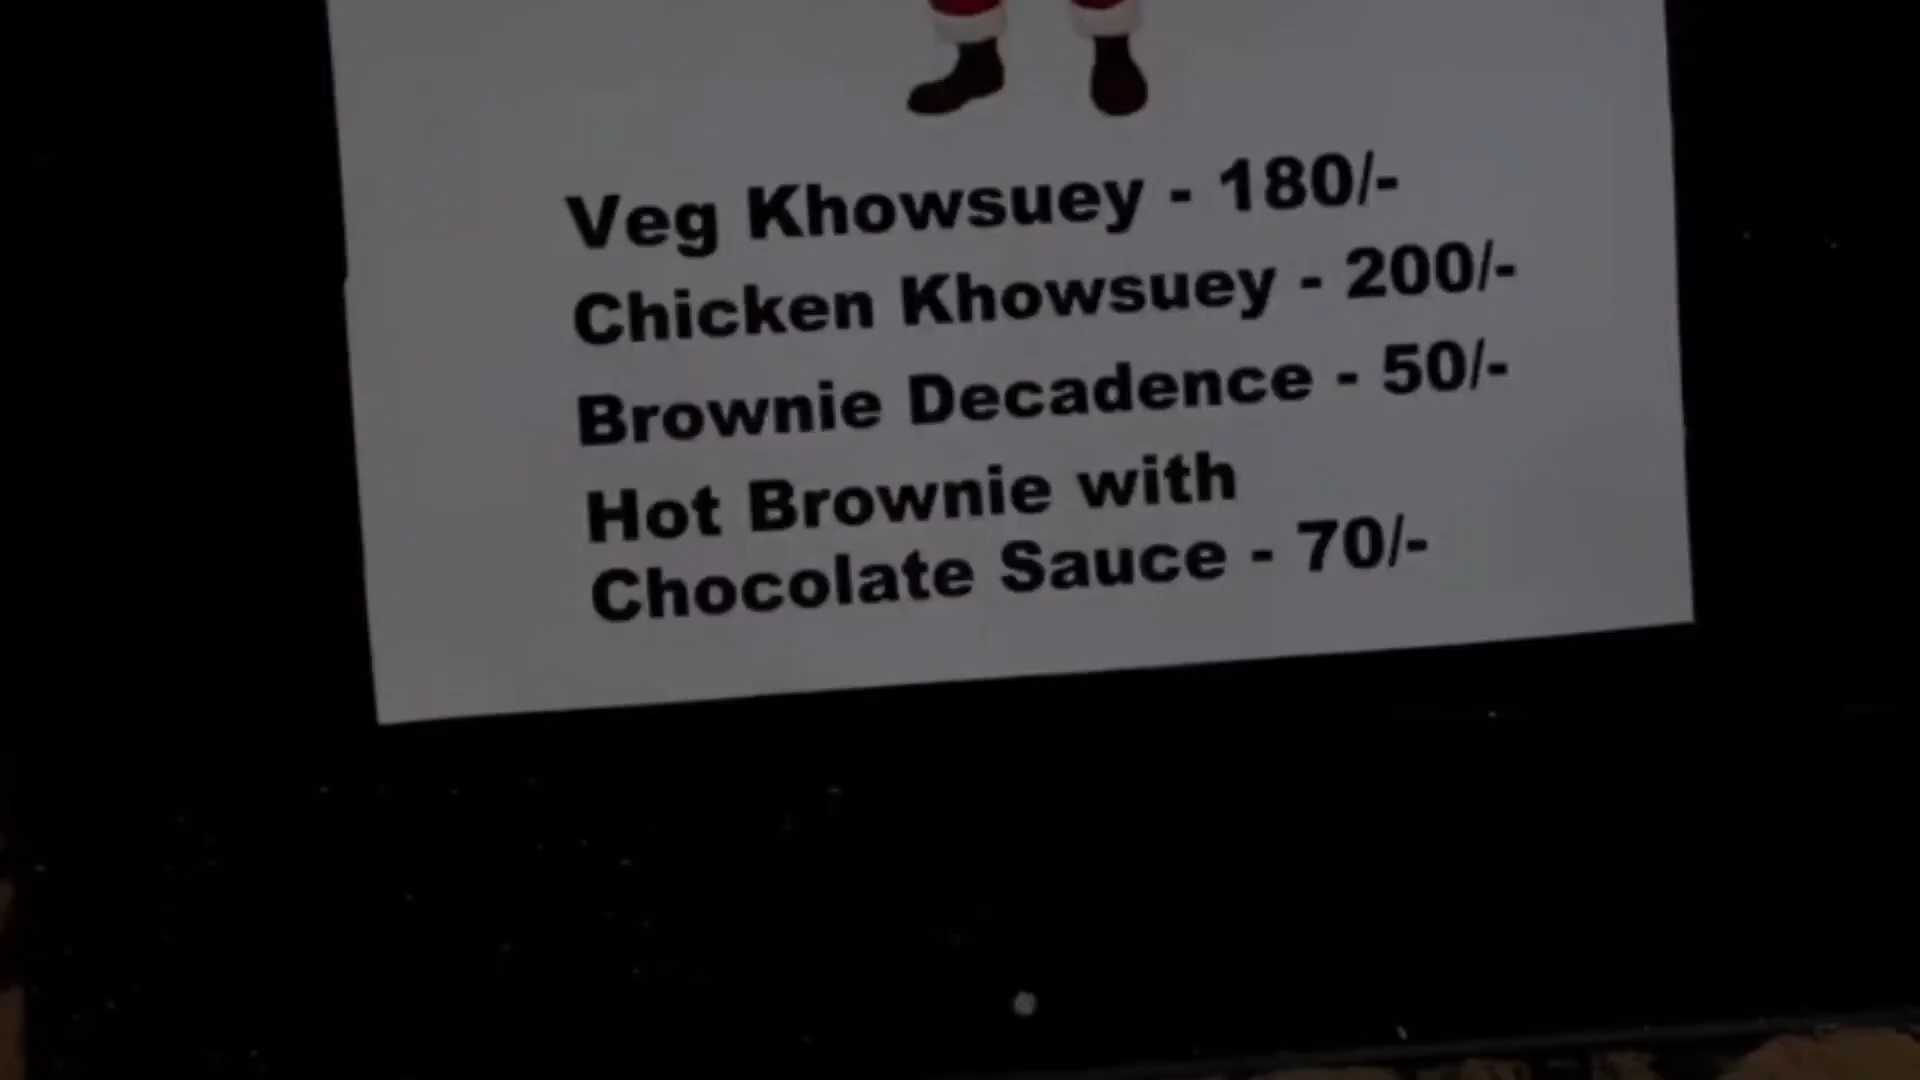 Veg Khowsuey - 180/-
Chicken Khowsuey - 200/-
Brownie Decadence - 50/-
Hot Brownie with
Chocolate Sauce - 70/-